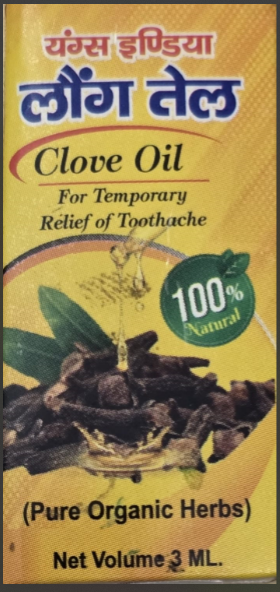 यंग्स इण्डिया
लौंग तेल
Clove Oil
For Temporary
Relief of Toothache
100%
Natural
(Pure Organic Herbs)
Net Volume 3 ML.